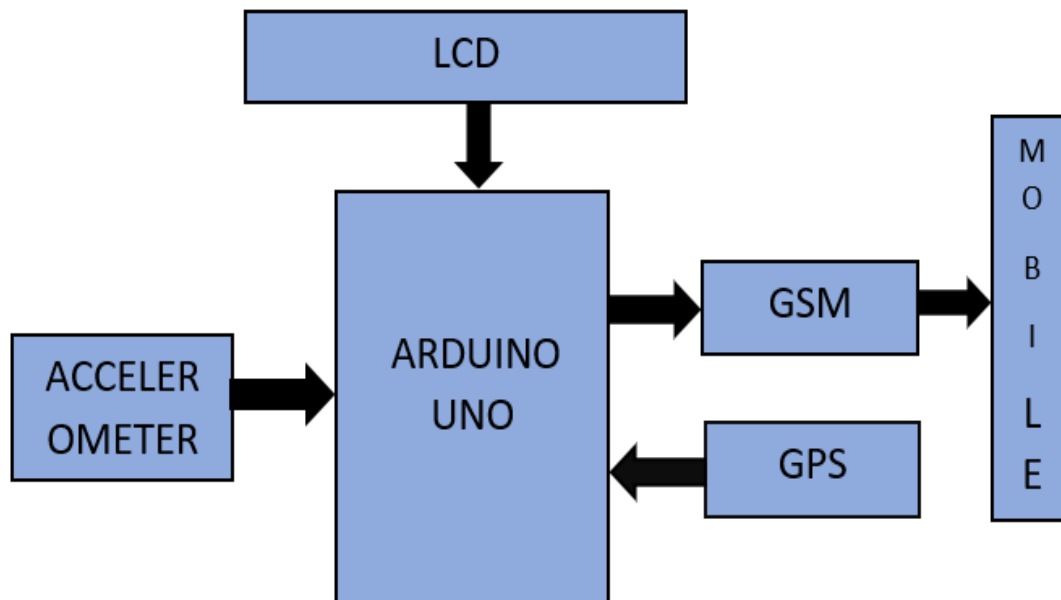 LCD
M
O
B
I
L
E
GSM
ARDUINO
UNO
ACCELER
OMETER
GPS